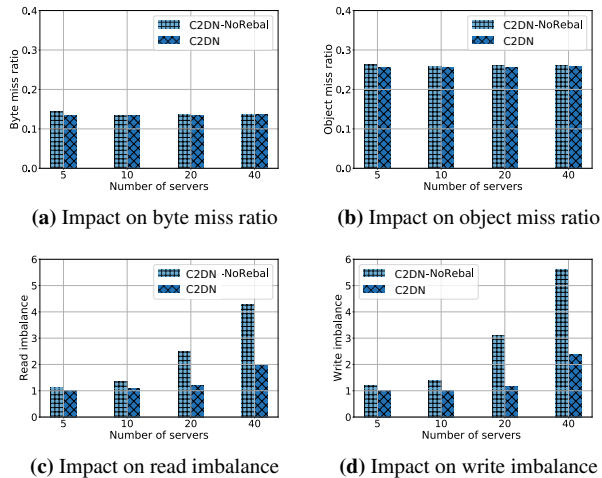 C2DN-NoRebal
C2DN
Byte miss ratio
0.4
0.3
0.2
0.1
0.0
5 10 20 40
Number of servers
(a) Impact on byte miss ratio
C2DN-NoRebal
C2DN
Object miss ratio
0.4
0.3
0.2
0.1
0.0
5 10 20 40
Number of servers
(b) Impact on object miss ratio
C2DN -NoRebal
C2DN
Read imbalance
6
5
4
3
2
1
0
5 10 20 40
Number of servers
(c) Impact on read imbalance
C2DN-NoRebal
C2DN
Write imbalance
6
5
4
3
2
1
0
5 10 20 40
Number of servers
(d) Impact on write imbalance